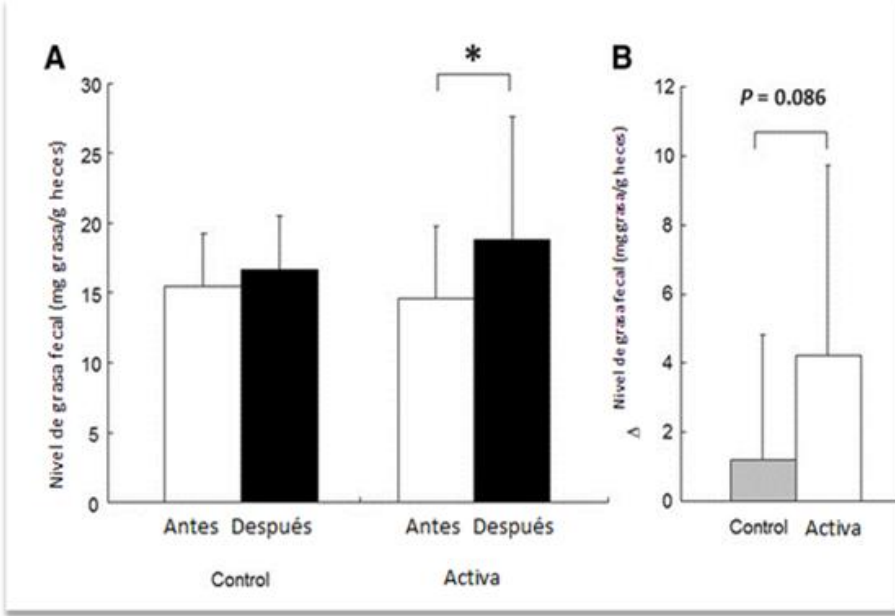 A
Nivel de grasa fecal (mg grasa/g heces)
30
25
20
15
10
5
0
*
Antes Después
Antes Después
Control
Activa
B
Δ Nivel de grasa fecal (mg grasa/g heces)
12
10
8
6
4
2
0
P = 0.086
Control Activa